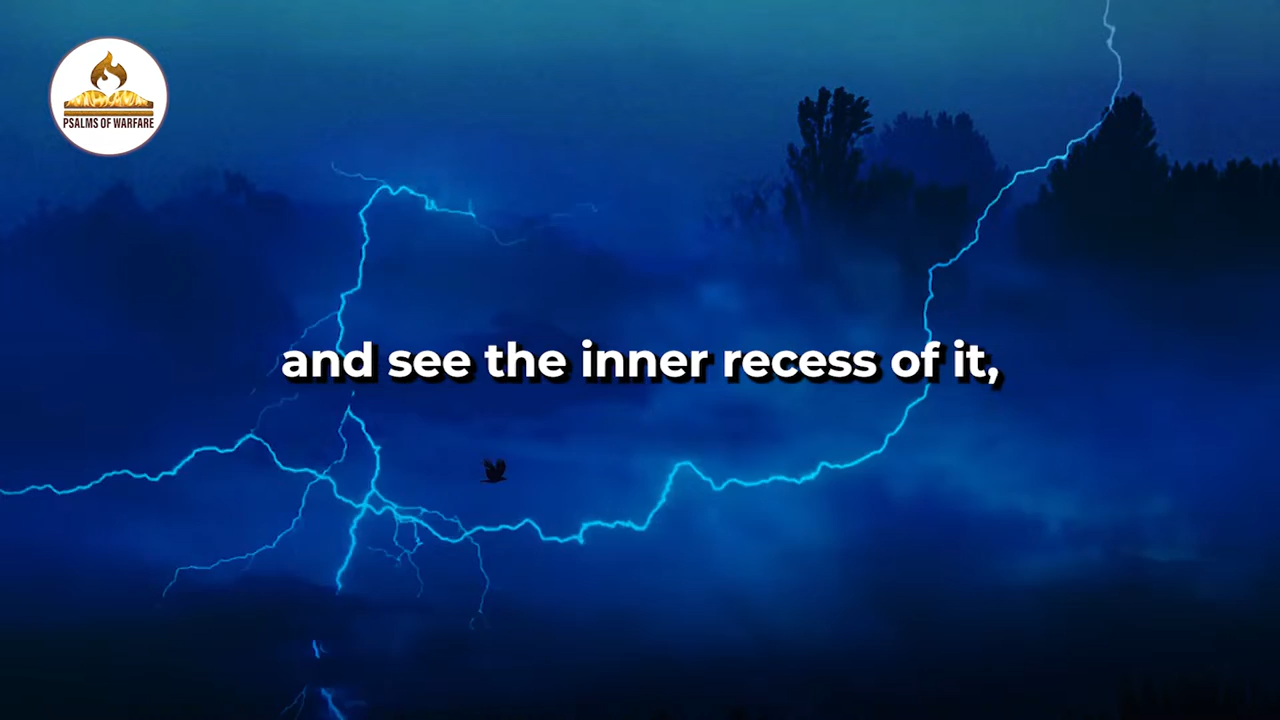 PSALMS OF WARFARE
and see the inner recess of it,